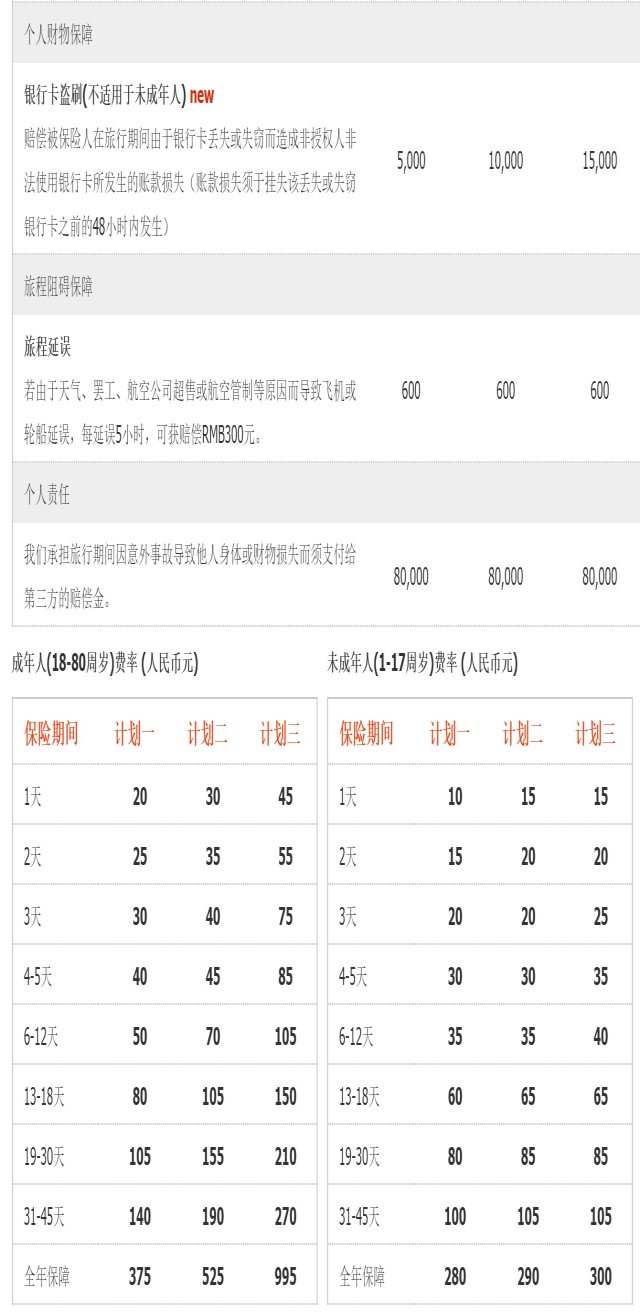 个人财物保障
银行卡盗刷(不适用于未成年人) new
赔偿被保险人在旅行期间由于银行卡丢失或失窃而造成非授权人非
法使用银行卡所发生的账款损失（账款损失须于挂失该丢失或失窃
银行卡之前的48小时内发生）
5,000 10,000 15,000
旅程阻碍保障
旅程延误
若由于天气、罢工、航空公司超售或航空管制等原因而导致飞机或
轮船延误，每延误5小时，可获赔偿RMB300元。
600 600 600
个人责任
我们承担旅行期间因意外事故导致他人身体或财物损失而须支付给
第三方的赔偿金。
80,000 80,000 80,000
成年人(18-80周岁)费率 (人民币元)
保险期间 计划一 计划二 计划三
1天 20 30 45
2天 25 35 55
3天 30 40 75
4-5天 40 45 85
6-12天 50 70 105
13-18天 80 105 150
19-30天 105 155 210
31-45天 140 190 270
全年保障 375 525 995
未成年人(1-17周岁)费率 (人民币元)
保险期间 计划一 计划二 计划三
1天 10 15 15
2天 15 20 20
3天 20 20 25
4-5天 30 30 35
6-12天 35 35 40
13-18天 60 65 65
19-30天 80 85 85
31-45天 100 105 105
全年保障 280 290 300